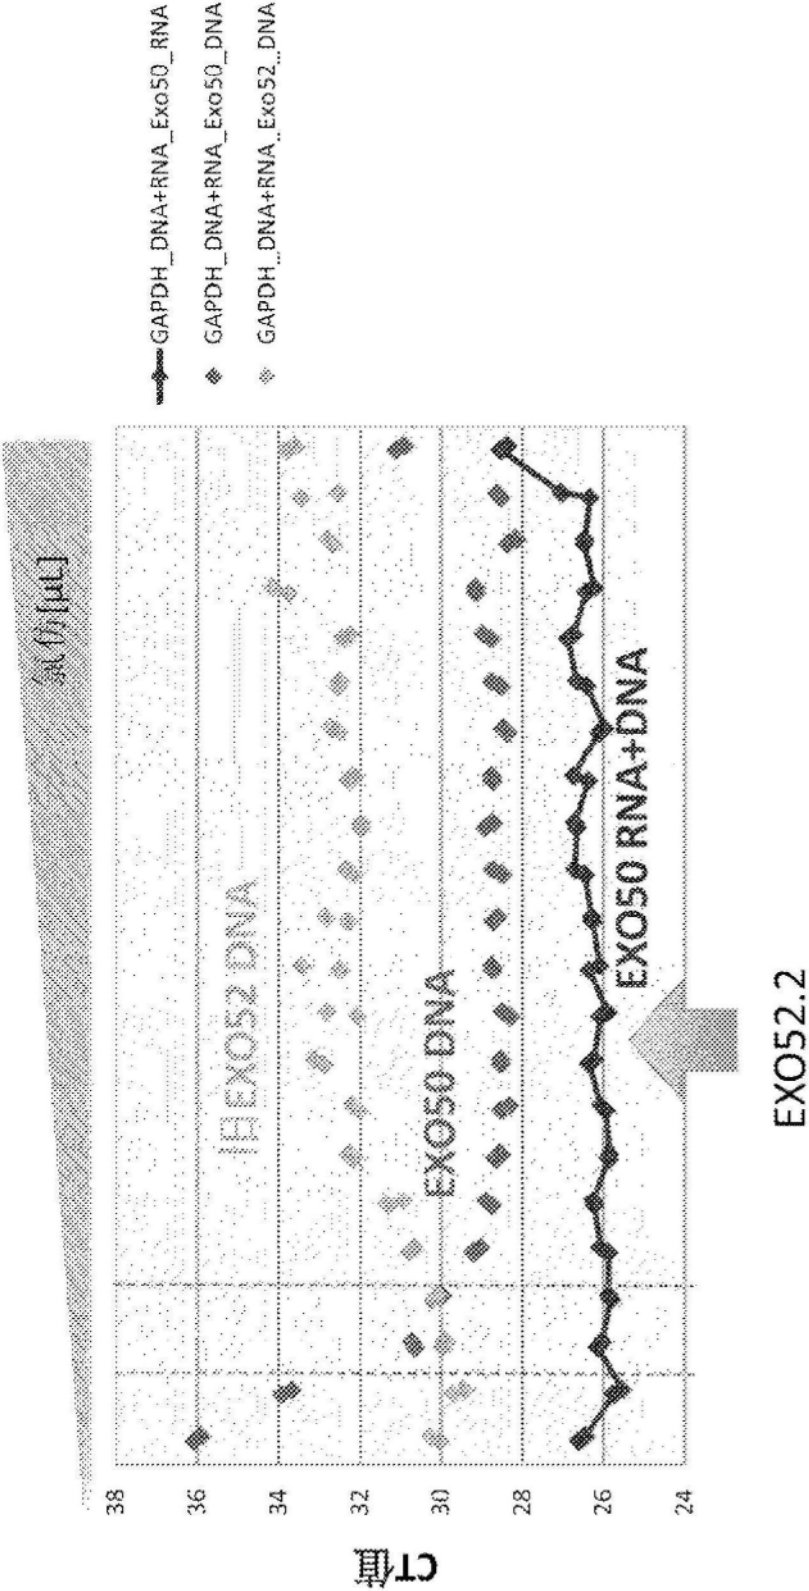 氯仿[μL]
GAPDH_DNA+RNA_Exo50_RNA
GAPDH_DNA+RNA_Exo50_DNA
GAPDH_DNA+RNA_Exo52_DNA
CT值
38
36
34
32
30
28
26
24
旧EXO52 DNA
EXO50 DNA
EXO50 RNA+DNA
EXO52.2